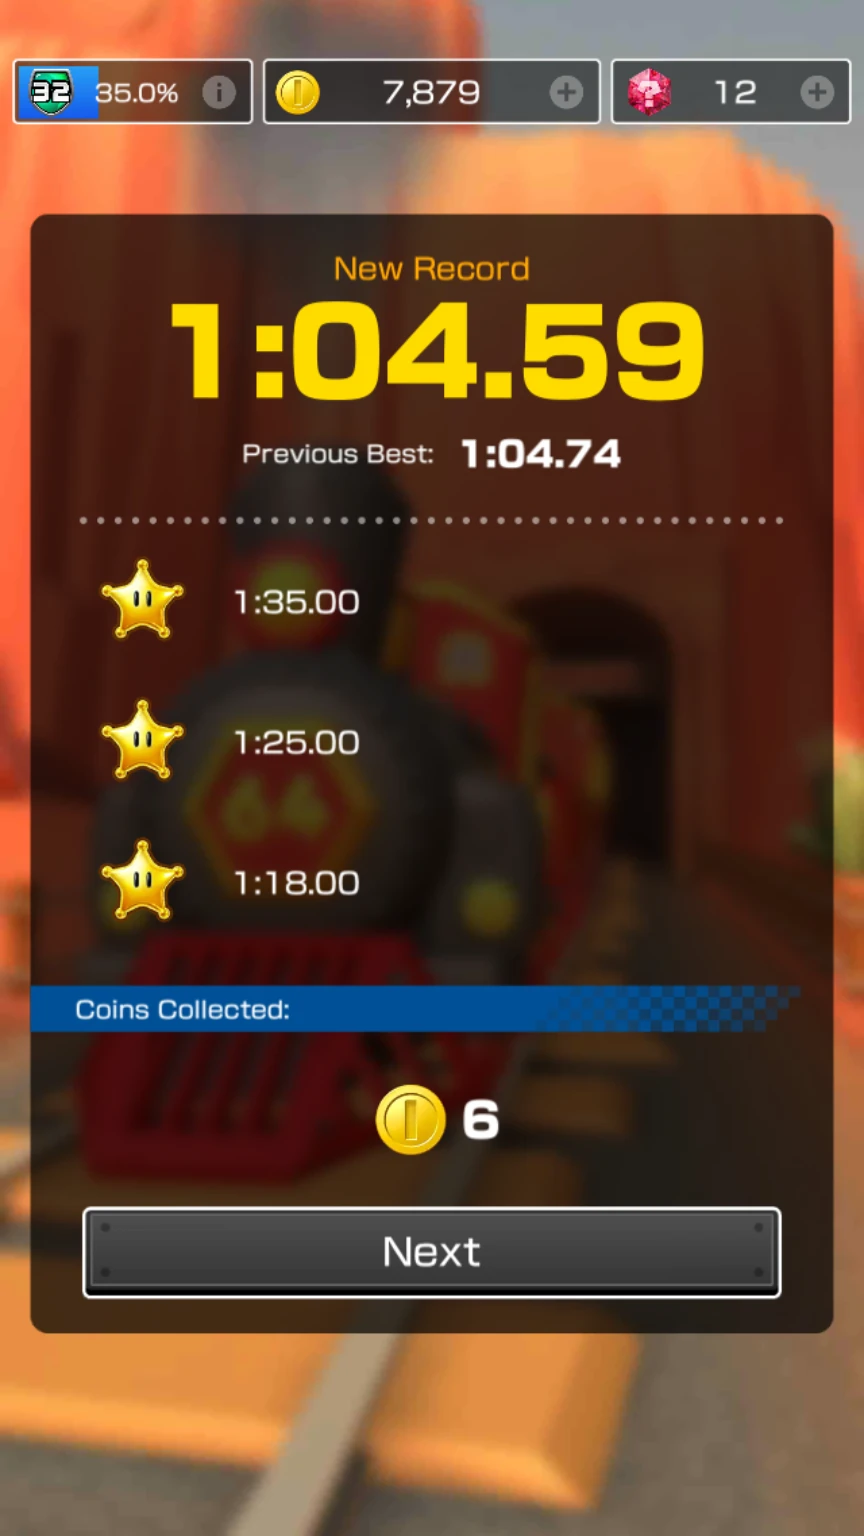 32 35.0% i 7,879 + 12 +
New Record
1:04.59
Previous Best: 1:04.74
1:35.00
1:25.00
1:18.00
64
Coins Collected:
6
Next